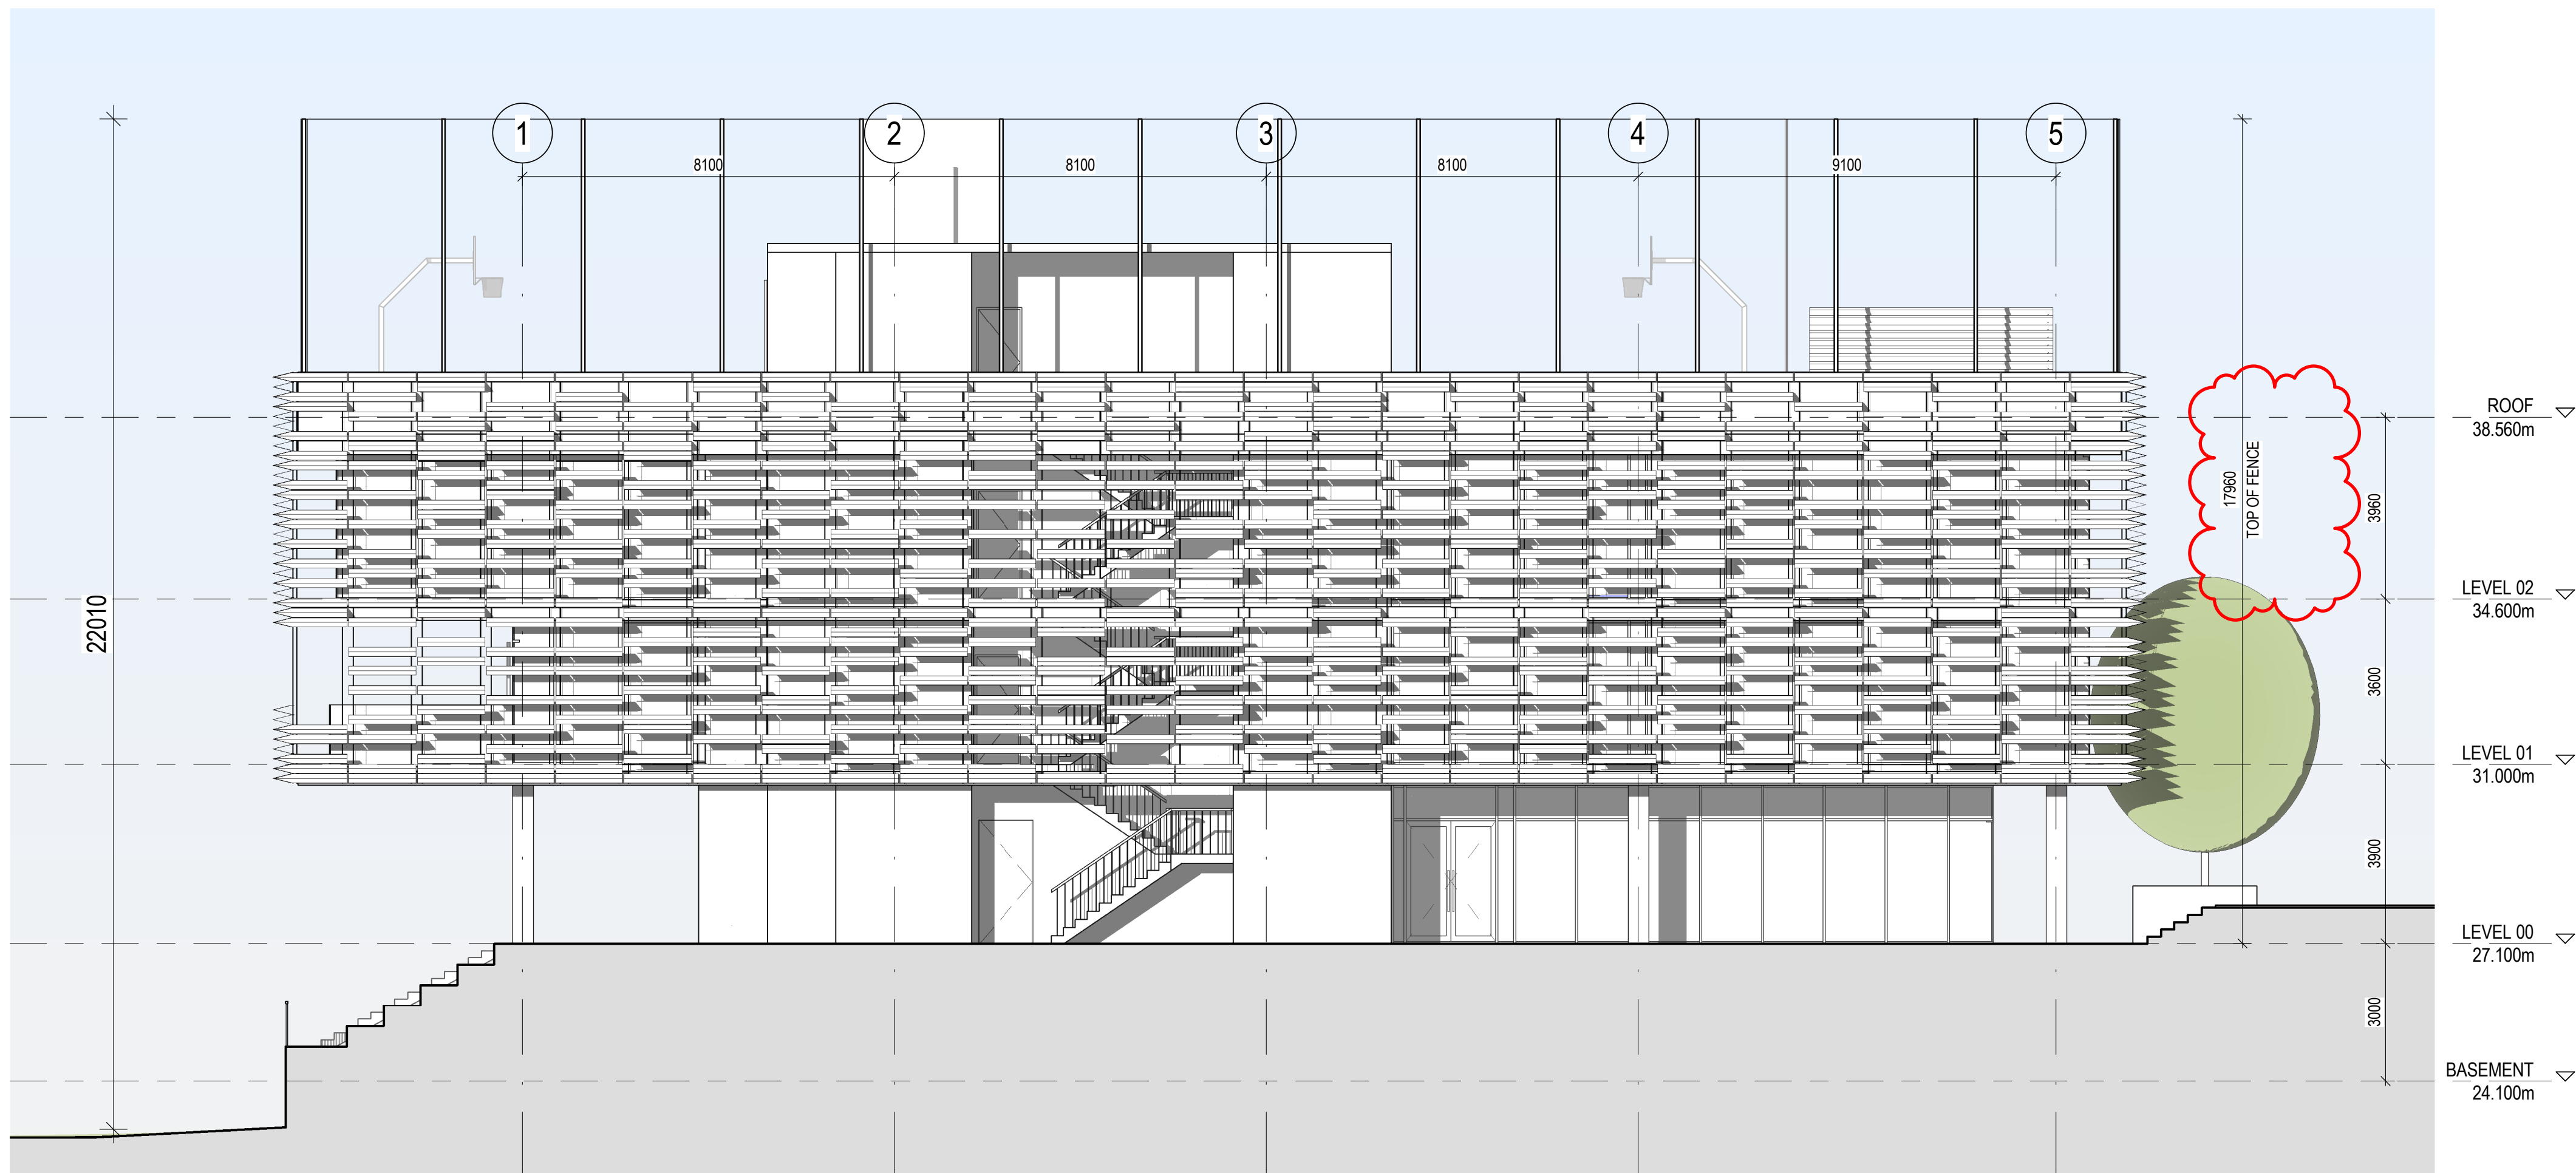 1
2
3
4
5
8100
8100
8100
9100
22010
17960
TOP OF FENCE
3960
3600
3900
3000
ROOF
38.560m
LEVEL 02
34.600m
LEVEL 01
31.000m
LEVEL 00
27.100m
BASEMENT
24.100m